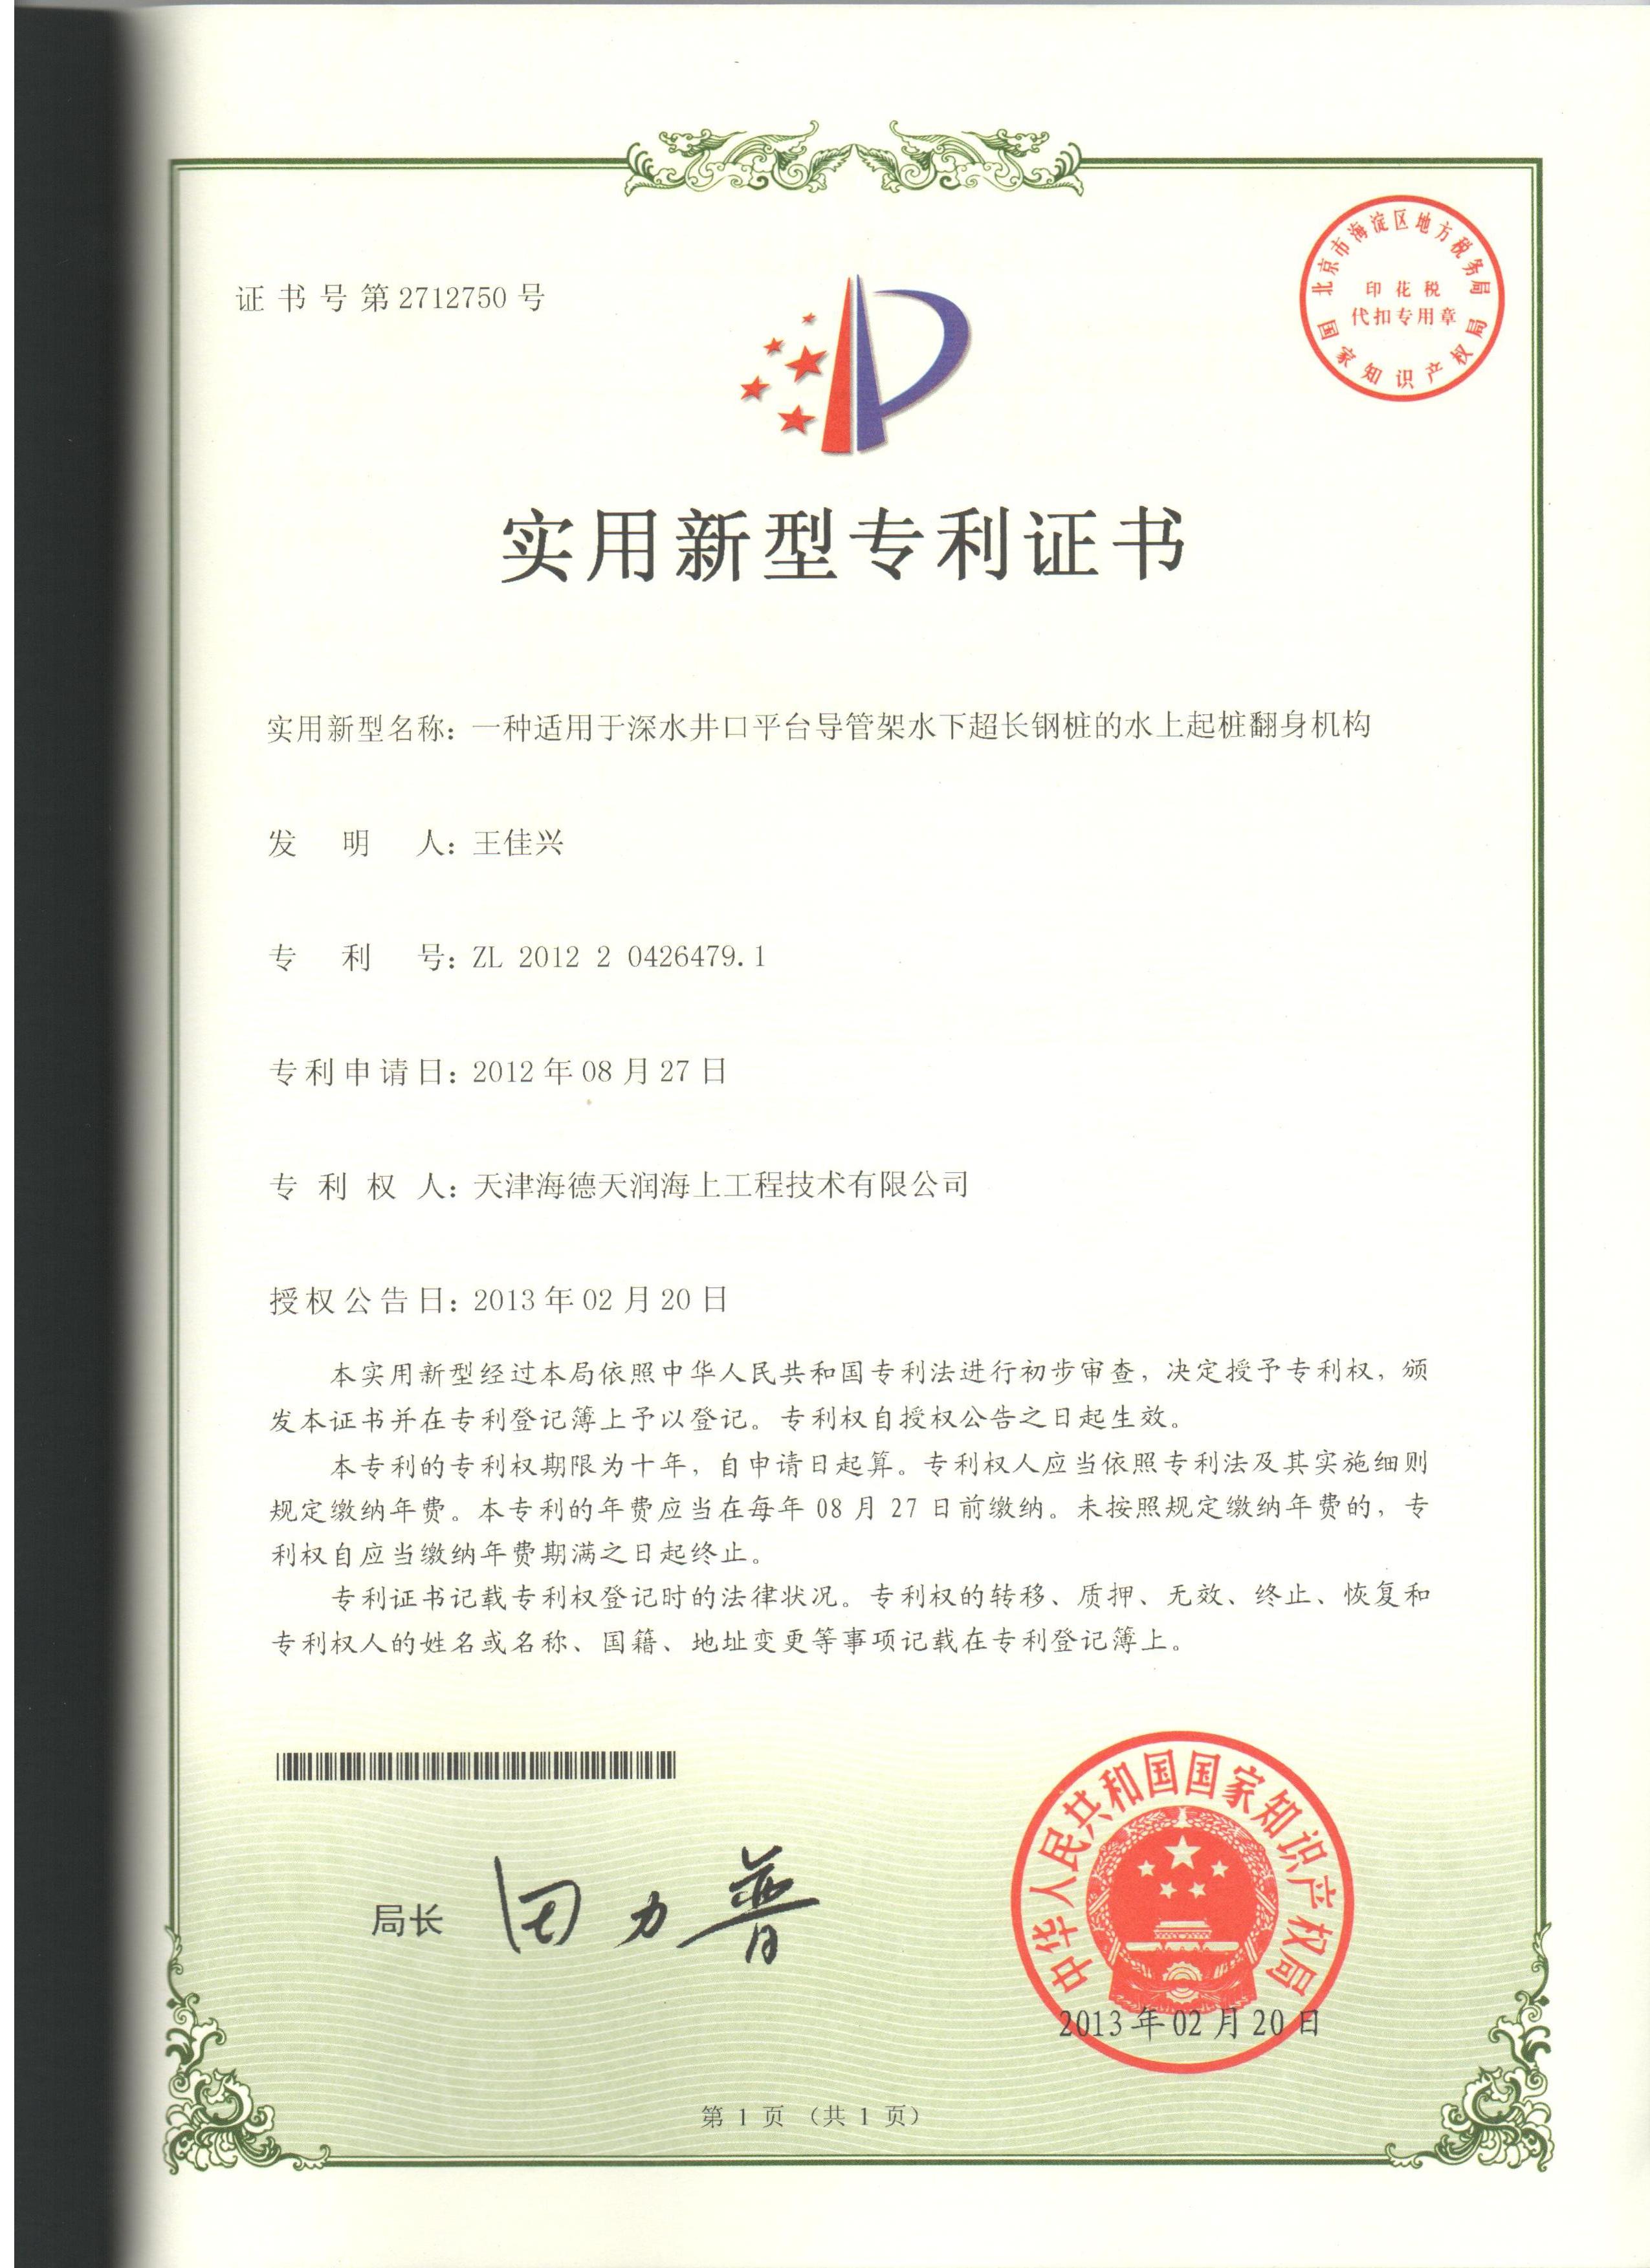 证书号第2712750号
北京市海淀区地方税务局
印花税
代扣专用章
国家知识产权局
实用新型专利证书
实用新型名称：一种适用于深水井口平台导管架水下超长钢桩的水上起桩翻身机构
发明人：王佳兴
专利号：ZL 2012 2 0426479.1
专利申请日：2012年08月27日
专利权人：天津海德天润海上工程技术有限公司
授权公告日：2013年02月20日
本实用新型经过本局依照中华人民共和国专利法进行初步审查，决定授予专利权，颁
发本证书并在专利登记簿上予以登记。专利权自授权公告之日起生效。
本专利的专利权期限为十年，自申请日起算。专利权人应当依照专利法及其实施细则
规定缴纳年费。本专利的年费应当在每年08月27日前缴纳。未按照规定缴纳年费的，专
利权自应当缴纳年费期满之日起终止。
专利证书记载专利权登记时的法律状况。专利权的转移、质押、无效、终止、恢复和
专利权人的姓名或名称、国籍、地址变更等事项记载在专利登记簿上。
局长 田力普
中华人民共和国国家知识产权局
2013年02月20日
第1页（共1页）